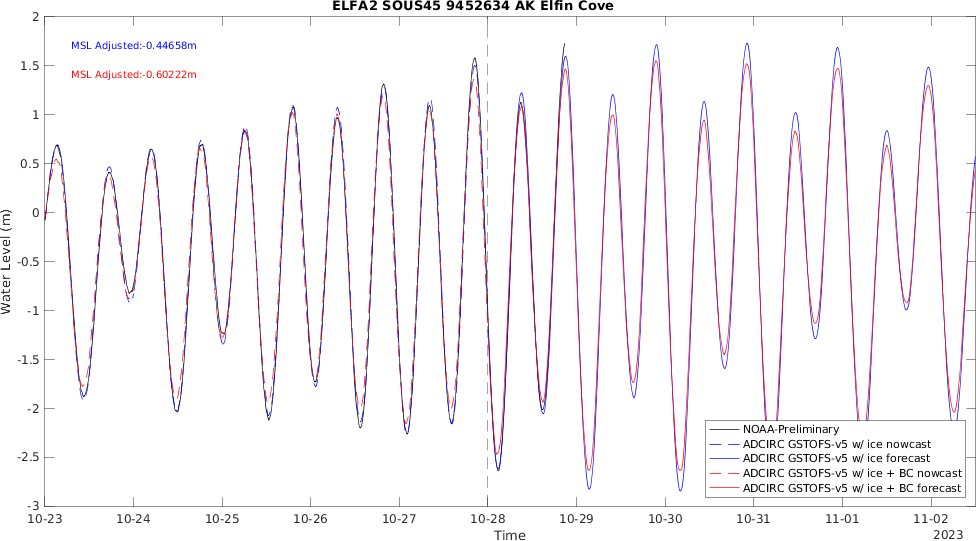 ELFA2 SOUS45 9452634 AK Elfin Cove
MSL Adjusted:-0.44658m
MSL Adjusted:-0.60222m
Water Level (m)
2
1.5
1
0.5
0
-0.5
-1
-1.5
-2
-2.5
-3
NOAA-Preliminary
ADCIRC GSTOFS-v5 w/ ice nowcast
ADCIRC GSTOFS-v5 w/ ice forecast
ADCIRC GSTOFS-v5 w/ ice + BC nowcast
ADCIRC GSTOFS-v5 w/ ice + BC forecast
10-23 10-24 10-25 10-26 10-27 10-28 10-29 10-30 10-31 11-01 11-02
Time
2023